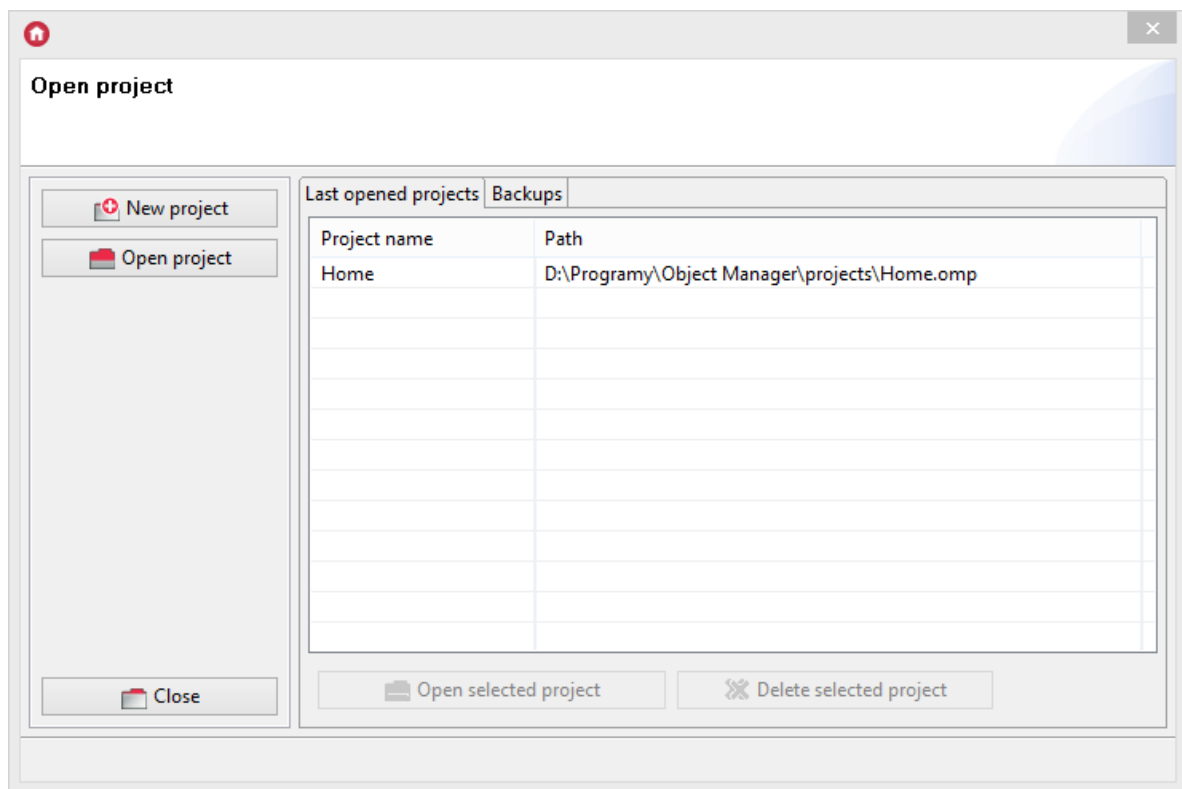 Open project
New project
Open project
Close
Last opened projects
Backups
Project name
Path
Home
D:\Programy\Object Manager\projects\Home.omp
Open selected project
Delete selected project